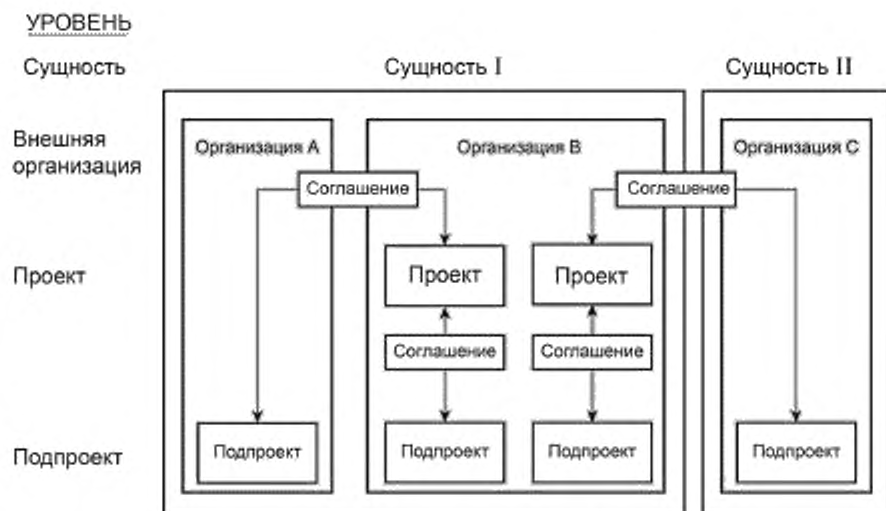 УРОВЕНЬ
Сущность
Сущность I
Сущность II
Внешняя
организация
Организация А
Организация В
Организация С
Соглашение
Соглашение
Проект
Проект
Проект
Соглашение
Соглашение
Подпроект
Подпроект
Подпроект
Подпроект
Подпроект